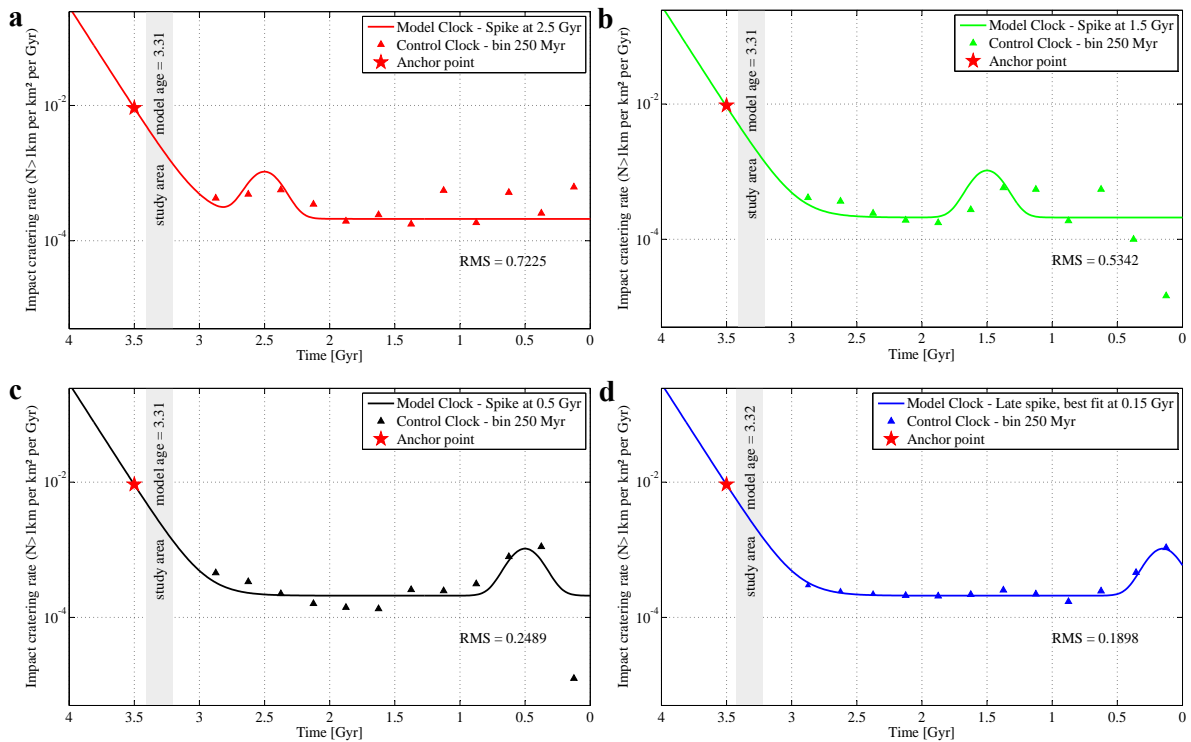 a
Model Clock - Spike at 2.5 Gyr
Control Clock - bin 250 Myr
Anchor point
model age = 3.31
study area
RMS = 0.7225
Impact cratering rate (N>1km per km² per Gyr)
10⁻²
10⁻⁴
4 3.5 3 2.5 2 1.5 1 0.5 0
Time [Gyr]
b
Model Clock - Spike at 1.5 Gyr
Control Clock - bin 250 Myr
Anchor point
model age = 3.31
study area
RMS = 0.5342
Impact cratering rate (N>1km per km² per Gyr)
10⁻²
10⁻⁴
4 3.5 3 2.5 2 1.5 1 0.5 0
Time [Gyr]
c
Model Clock - Spike at 0.5 Gyr
Control Clock - bin 250 Myr
Anchor point
model age = 3.31
study area
RMS = 0.2489
Impact cratering rate (N>1km per km² per Gyr)
10⁻²
10⁻⁴
4 3.5 3 2.5 2 1.5 1 0.5 0
Time [Gyr]
d
Model Clock - Late spike, best fit at 0.15 Gyr
Control Clock - bin 250 Myr
Anchor point
model age = 3.32
study area
RMS = 0.1898
Impact cratering rate (N>1km per km² per Gyr)
10⁻²
10⁻⁴
4 3.5 3 2.5 2 1.5 1 0.5 0
Time [Gyr]